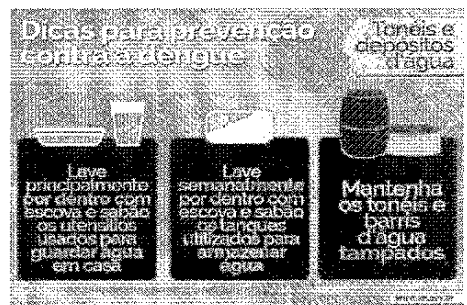 Dicas para prevenção
contra a dengue
Tonéis e
depósitos
d'água
Lave
principalmente
por dentro com
escova e sabão
os utensílios
usados para
guardar água
em casa
Lave
semanalmente
por dentro com
escova e sabão
os tanques
utilizados para
armazenar
água
Mantenha
os tonéis e
barris
d'água
tampados